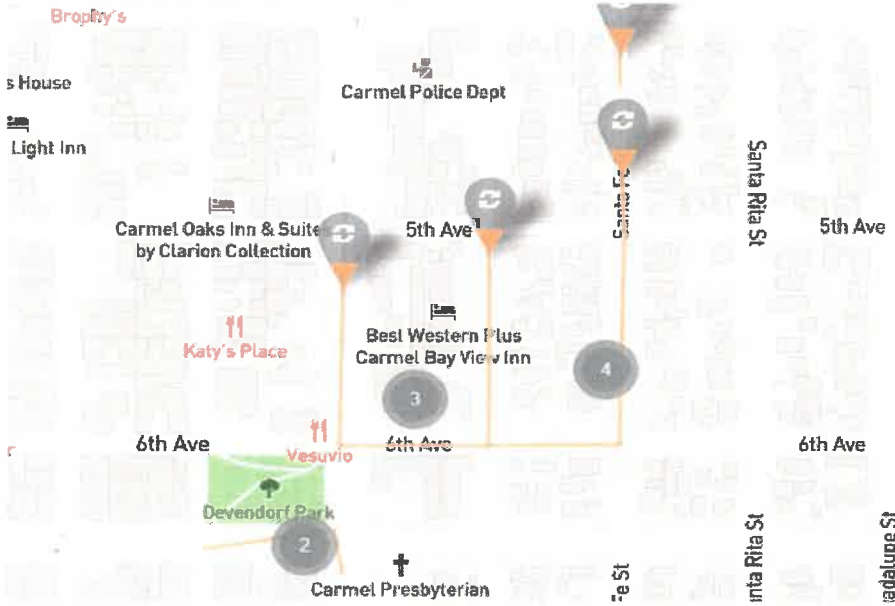 Brophy's
s House
Carmel Police Dept
Light Inn
Santa Fe
Santa Rita St
Carmel Oaks Inn & Suite
by Clarion Collection
5th Ave
5th Ave
Best Western Plus
Carmel Bay View Inn
Katy's Place
4
3
6th Ave
Vesuvio
6th Ave
6th Ave
Devendorf Park
2
Carmel Presbyterian
Fe St
nta Rita St
adalupe St